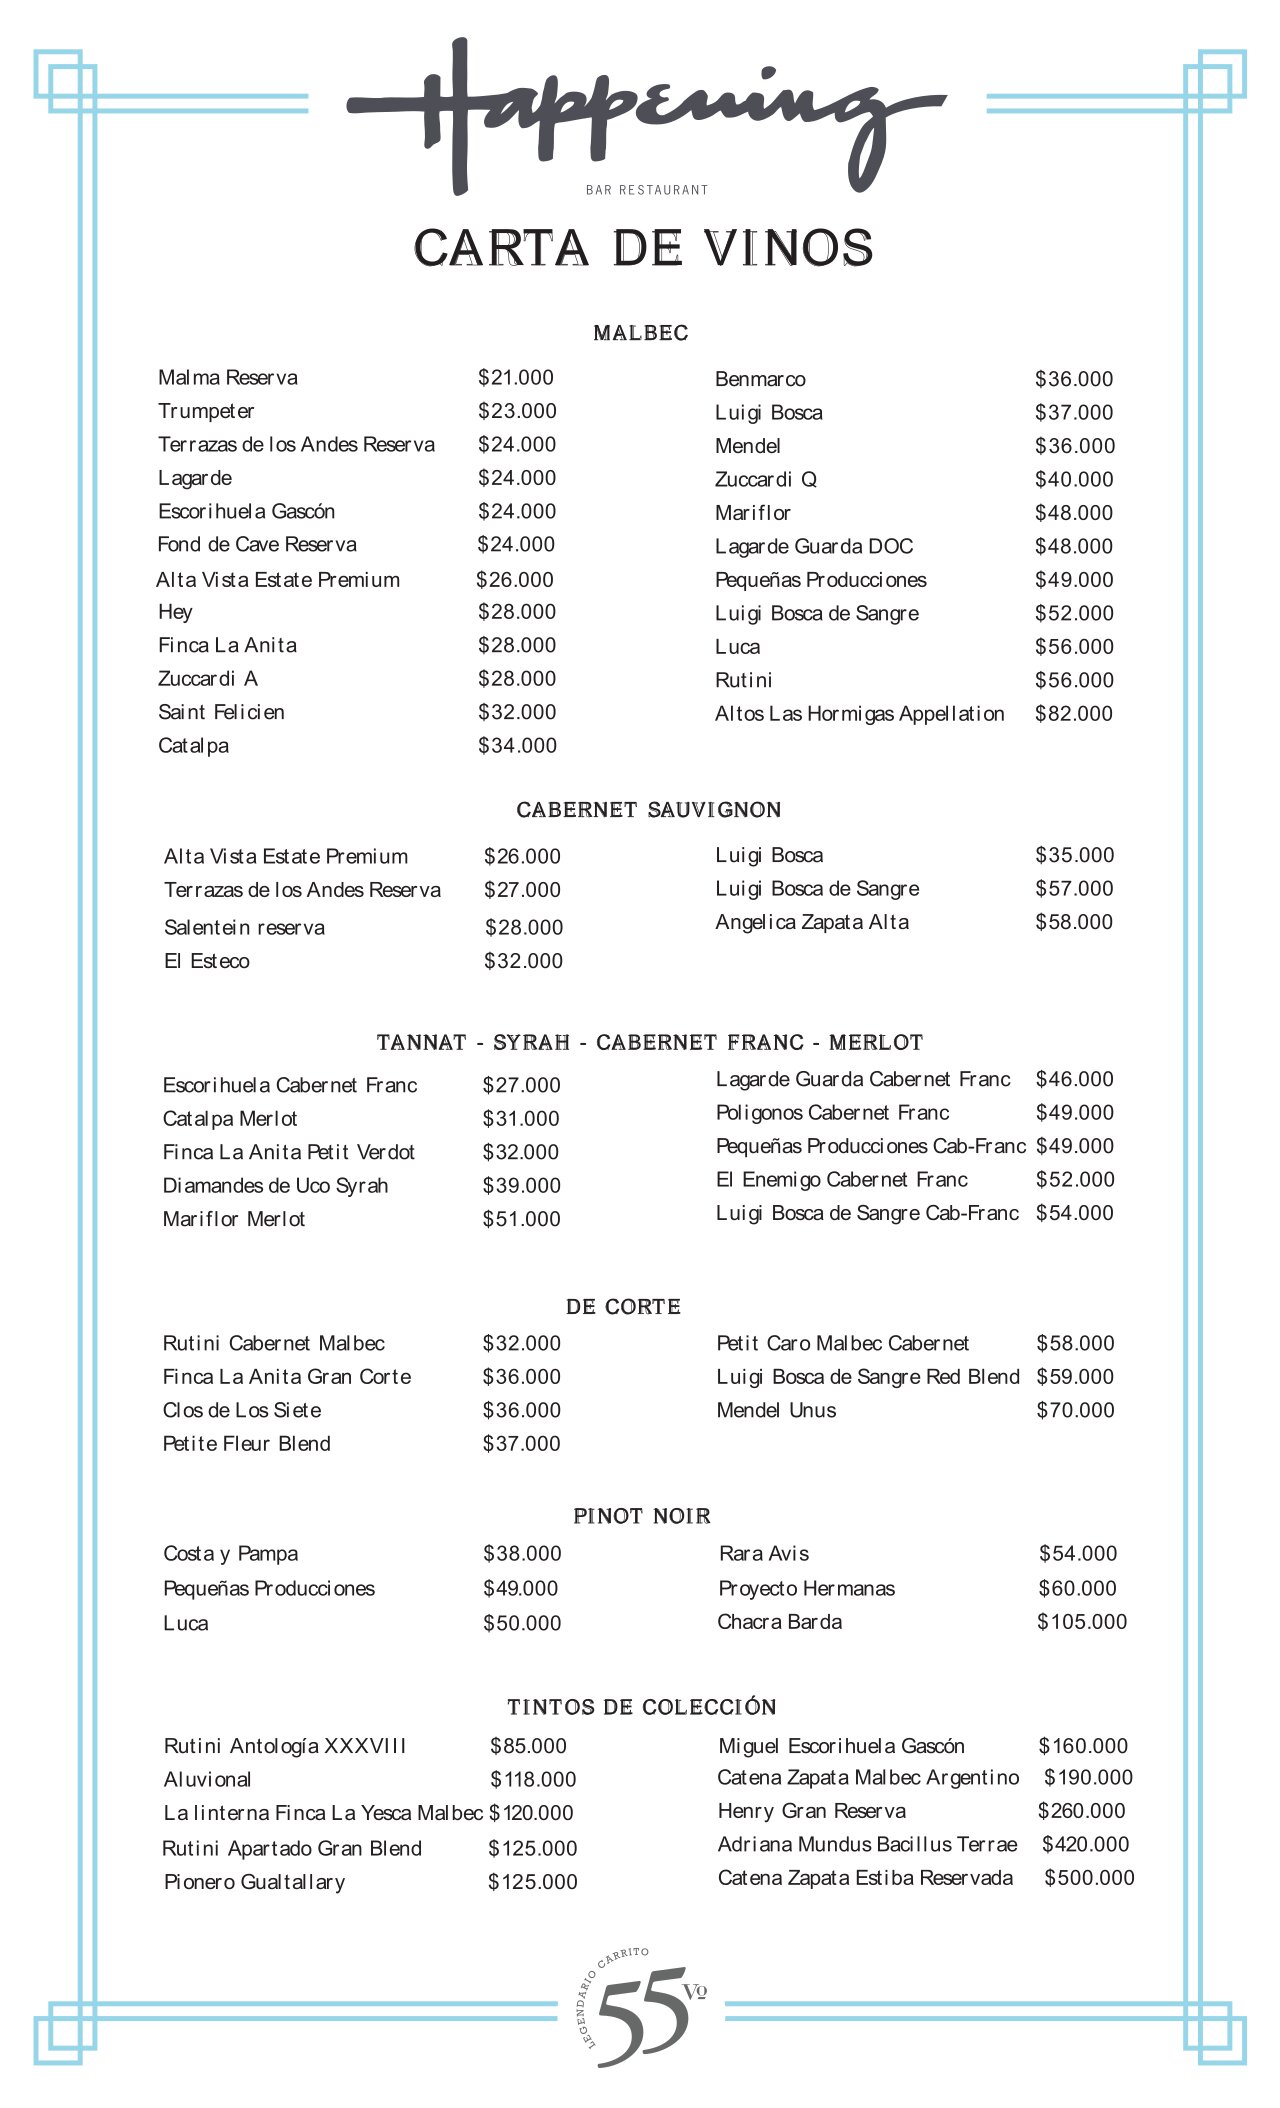 Happening
BAR RESTAURANT
CARTA DE VINOS
MALBEC
Malma Reserva $21.000
Trumpeter $23.000
Terrazas de los Andes Reserva $24.000
Lagarde $24.000
Escorihuela Gascón $24.000
Fond de Cave Reserva $24.000
Alta Vista Estate Premium $26.000
Hey $28.000
Finca La Anita $28.000
Zuccardi A $28.000
Saint Felicien $32.000
Catalpa $34.000
Benmarco $36.000
Luigi Bosca $37.000
Mendel $36.000
Zuccardi Q $40.000
Mariflor $48.000
Lagarde Guarda DOC $48.000
Pequeñas Producciones $49.000
Luigi Bosca de Sangre $52.000
Luca $56.000
Rutini $56.000
Altos Las Hormigas Appellation $82.000
CABERNET SAUVIGNON
Alta Vista Estate Premium $26.000
Terrazas de los Andes Reserva $27.000
Salentein reserva $28.000
El Esteco $32.000
Luigi Bosca $35.000
Luigi Bosca de Sangre $57.000
Angelica Zapata Alta $58.000
TANNAT - SYRAH - CABERNET FRANC - MERLOT
Escorihuela Cabernet Franc $27.000
Catalpa Merlot $31.000
Finca La Anita Petit Verdot $32.000
Diamandes de Uco Syrah $39.000
Mariflor Merlot $51.000
Lagarde Guarda Cabernet Franc $46.000
Poligonos Cabernet Franc $49.000
Pequeñas Producciones Cab-Franc $49.000
El Enemigo Cabernet Franc $52.000
Luigi Bosca de Sangre Cab-Franc $54.000
DE CORTE
Rutini Cabernet Malbec $32.000
Finca La Anita Gran Corte $36.000
Clos de Los Siete $36.000
Petite Fleur Blend $37.000
Petit Caro Malbec Cabernet $58.000
Luigi Bosca de Sangre Red Blend $59.000
Mendel Unus $70.000
PINOT NOIR
Costa y Pampa $38.000
Pequeñas Producciones $49.000
Luca $50.000
Rara Avis $54.000
Proyecto Hermanas $60.000
Chacra Barda $105.000
TINTOS DE COLECCIÓN
Rutini Antología XXXVIII $85.000
Aluvional $118.000
La linterna Finca La Yesca Malbec $120.000
Rutini Apartado Gran Blend $125.000
Pionero Gualtallary $125.000
Miguel Escorihuela Gascón $160.000
Catena Zapata Malbec Argentino $190.000
Henry Gran Reserva $260.000
Adriana Mundus Bacillus Terrae $420.000
Catena Zapata Estiba Reservada $500.000
LEGENDARIO CARRITO
55 Vº